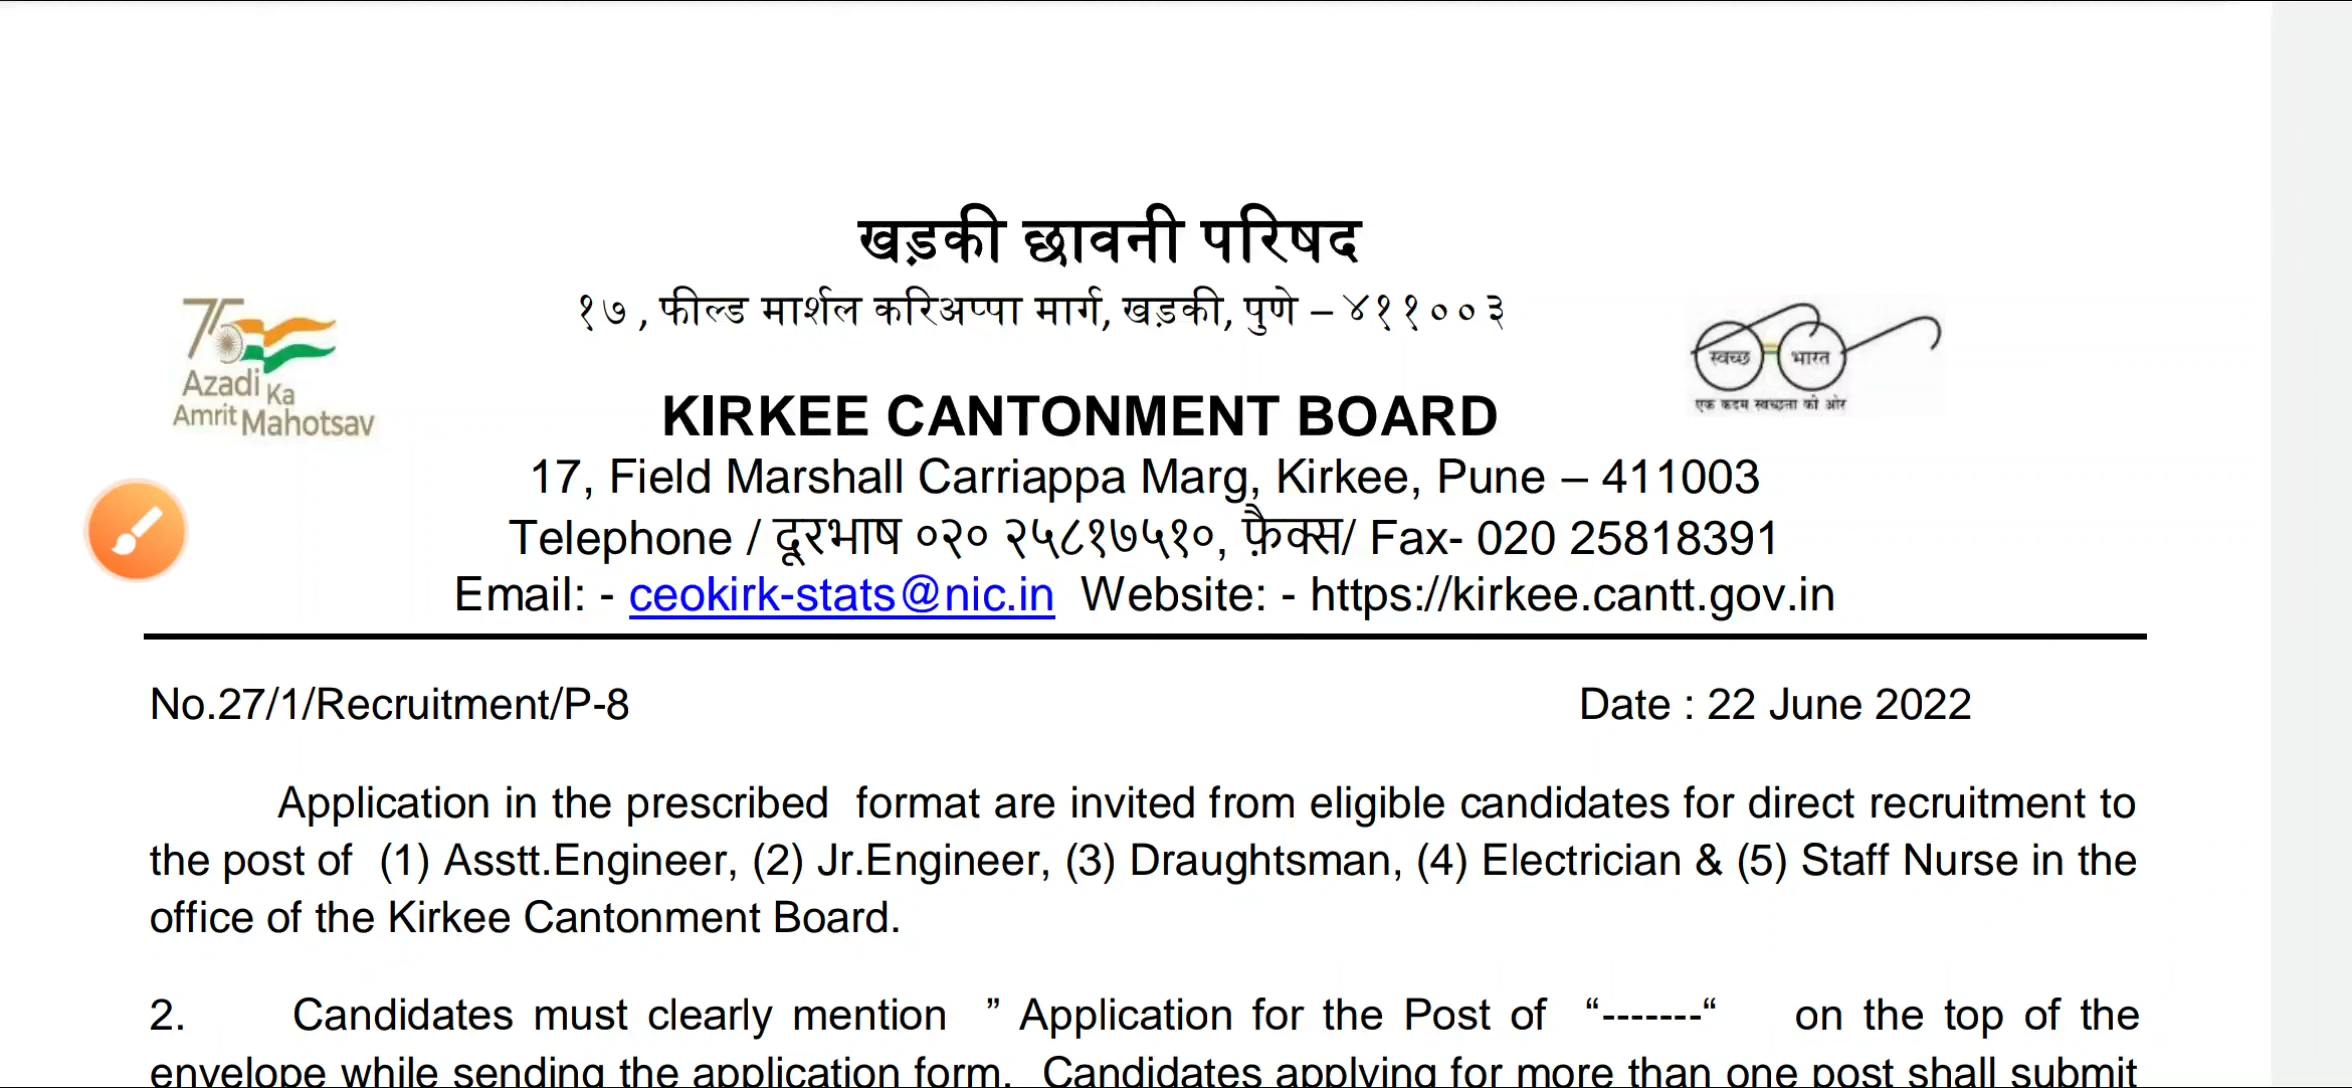 खड़की छावनी परिषद
१७, फील्ड मार्शल करिअप्पा मार्ग, खड़की, पुणे – ४११००३
75
Azadi Ka
Amrit Mahotsav
स्वच्छ भारत
एक कदम स्वच्छता की ओर
KIRKEE CANTONMENT BOARD
17, Field Marshall Carriappa Marg, Kirkee, Pune – 411003
Telephone / दूरभाष ०२० २५८१७५१०, फ़ैक्स/ Fax- 020 25818391
Email: - ceokirk-stats@nic.in Website: - https://kirkee.cantt.gov.in
No.27/1/Recruitment/P-8 Date : 22 June 2022
Application in the prescribed format are invited from eligible candidates for direct recruitment to
the post of (1) Asstt.Engineer, (2) Jr.Engineer, (3) Draughtsman, (4) Electrician & (5) Staff Nurse in the
office of the Kirkee Cantonment Board.
2. Candidates must clearly mention ” Application for the Post of “-------“ on the top of the
envelope while sending the application form. Candidates applying for more than one post shall submit